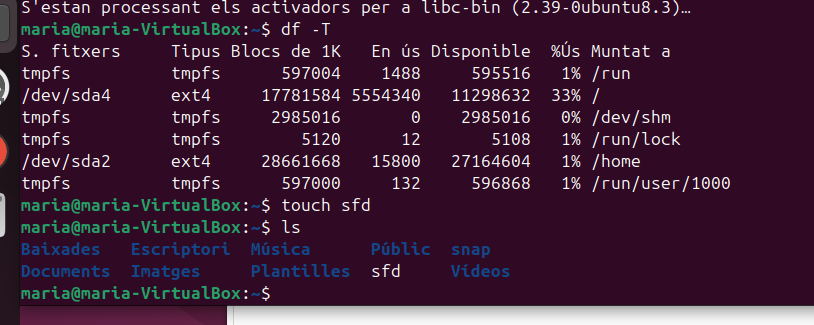 S'estan processant els activadors per a libc-bin (2.39-0ubuntu8.3)…
maria@maria-VirtualBox:~$ df -T
S. fitxers     Tipus Blocs de 1K   En ús Disponible  %Ús Muntat a
tmpfs          tmpfs      597004    1488     595516   1% /run
/dev/sda4      ext4     17781584 5554340   11298632  33% /
tmpfs          tmpfs     2985016       0    2985016   0% /dev/shm
tmpfs          tmpfs        5120      12       5108   1% /run/lock
/dev/sda2      ext4     28661668   15800   27164604   1% /home
tmpfs          tmpfs      597000     132     596868   1% /run/user/1000
maria@maria-VirtualBox:~$ touch sfd
maria@maria-VirtualBox:~$ ls
Baixades   Escriptori  Música      Públic  snap
Documents  Imatges     Plantilles  sfd     Vídeos
maria@maria-VirtualBox:~$